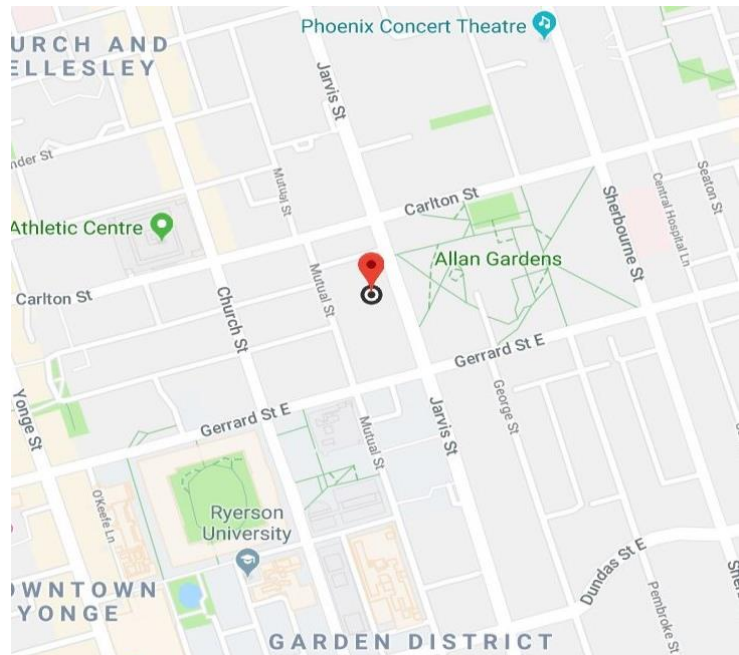 Phoenix Concert Theatre
URCH AND
ELLESLEY
Jarvis St
nder St
Mutual St
Carlton St
Seaton St
Central Hospital Ln
Sherbourne St
Athletic Centre
Allan Gardens
Mutual St
Carlton St
Church St
Gerrard St E
Yonge St
George St
Jarvis St
Gerrard St E
Mutual St
O'Keefe Ln
Ryerson
University
Dundas St E
Pembroke St
OWNTOWN
YONGE
GARDEN DISTRICT